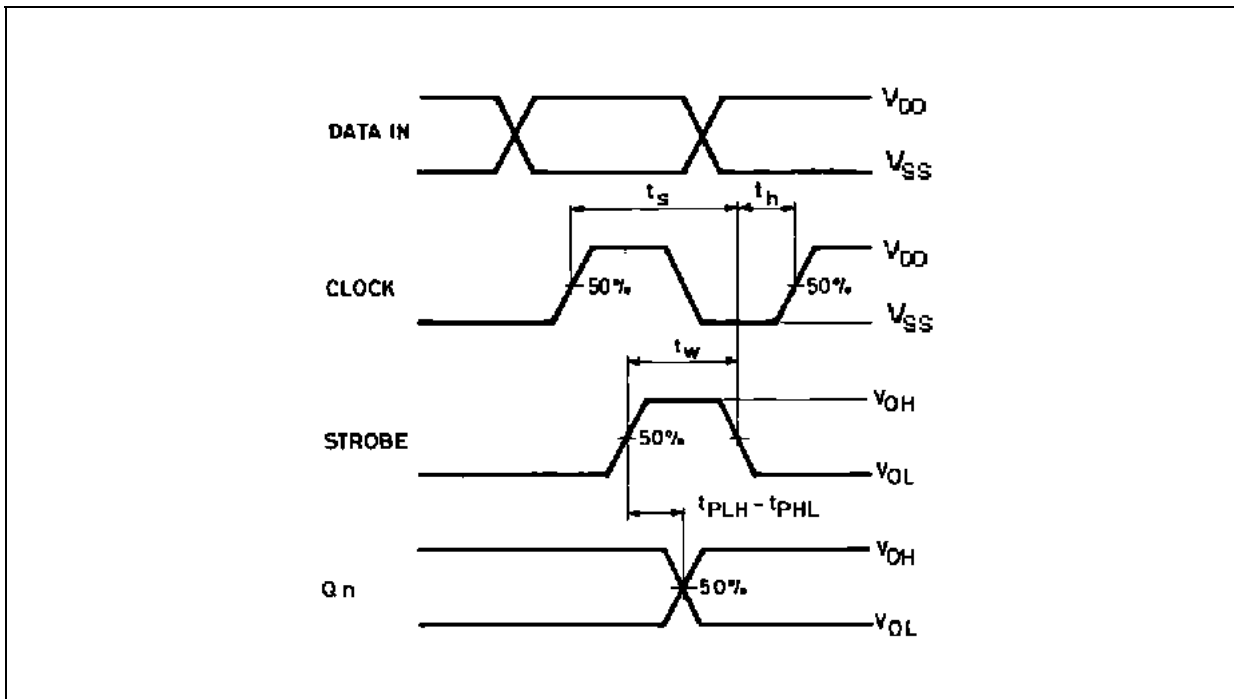 V_DD
DATA IN
V_SS
t_s t_h
V_DD
CLOCK 50% 50%
V_SS
t_w
V_OH
STROBE 50%
V_OL
t_PLH - t_PHL
V_OH
Qn 50%
V_OL